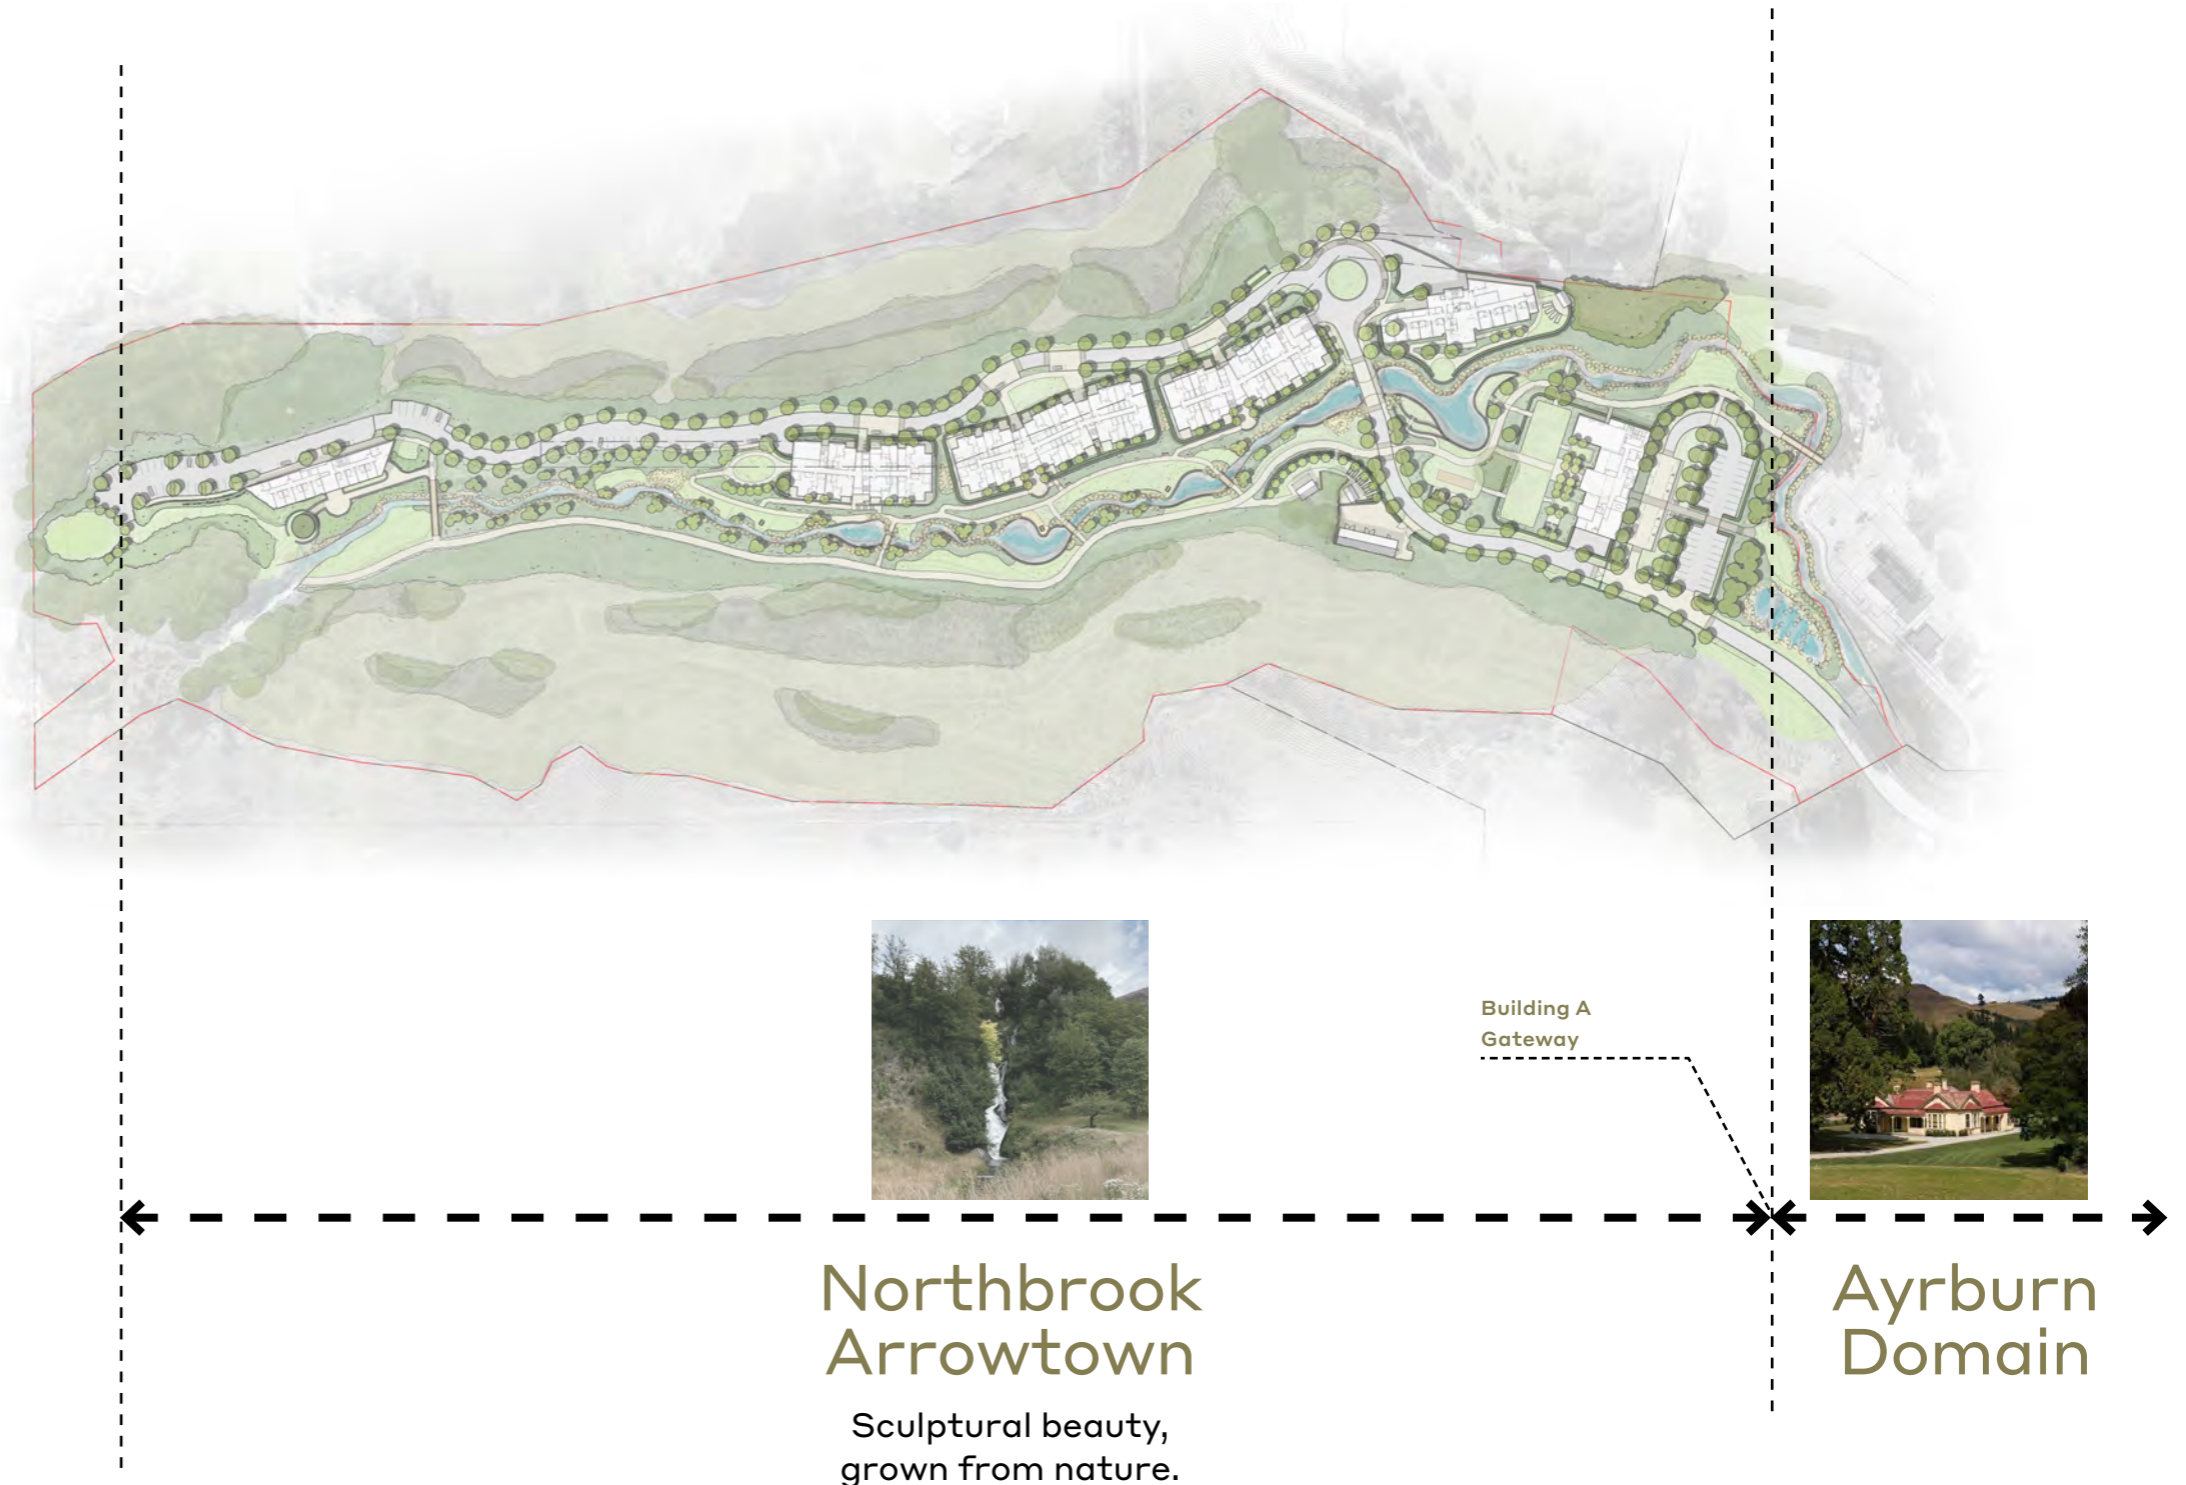 Building A
Gateway
Northbrook
Arrowtown
Sculptural beauty,
grown from nature.
Ayrburn
Domain